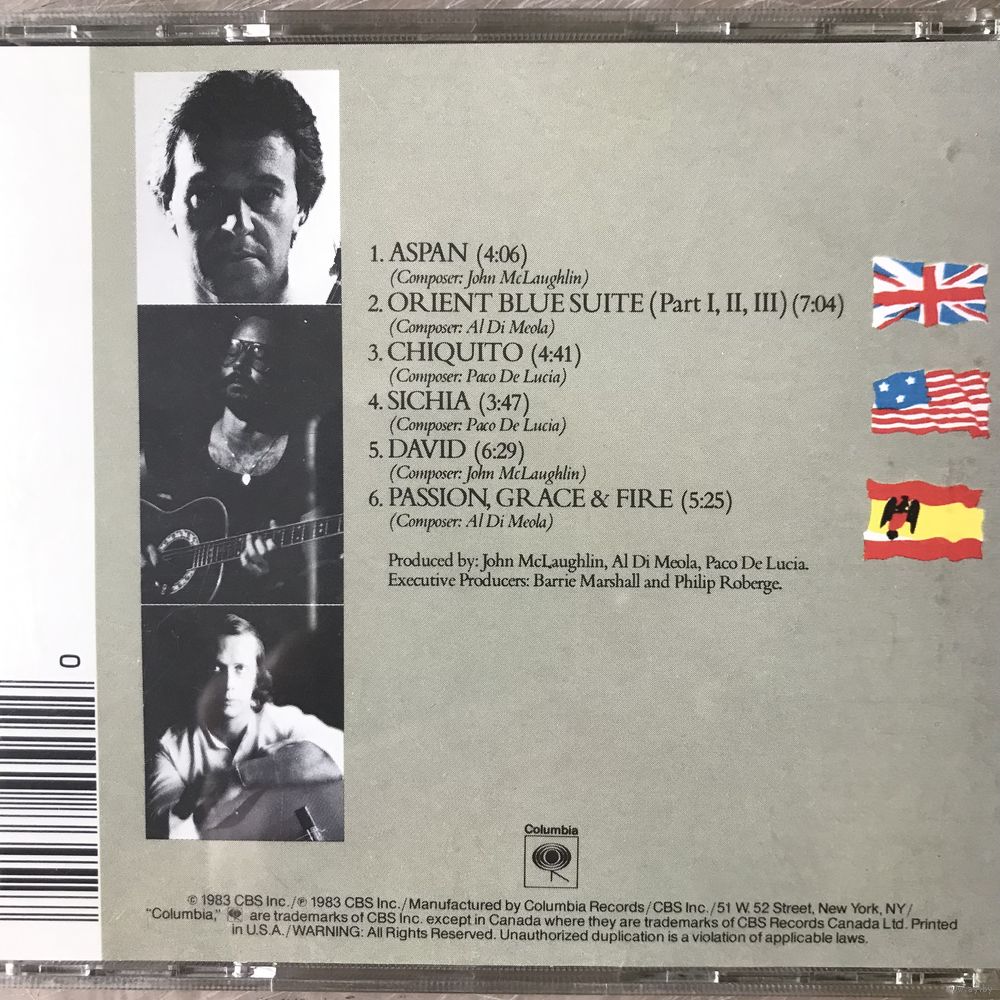 1. ASPAN (4:06)
(Composer: John McLaughlin)
2. ORIENT BLUE SUITE (Part I, II, III) (7:04)
(Composer: Al Di Meola)
3. CHIQUITO (4:41)
(Composer: Paco De Lucia)
4. SICHIA (3:47)
(Composer: Paco De Lucia)
5. DAVID (6:29)
(Composer: John McLaughlin)
6. PASSION, GRACE & FIRE (5:25)
(Composer: Al Di Meola)
Produced by: John McLaughlin, Al Di Meola, Paco De Lucia.
Executive Producers: Barrie Marshall and Philip Roberge.
0
Columbia
© 1983 CBS Inc./℗ 1983 CBS Inc./Manufactured by Columbia Records/CBS Inc./51 W. 52 Street, New York, NY/
"Columbia," are trademarks of CBS Inc. except in Canada where they are trademarks of CBS Records Canada Ltd. Printed
in U.S.A./WARNING: All Rights Reserved. Unauthorized duplication is a violation of applicable laws.